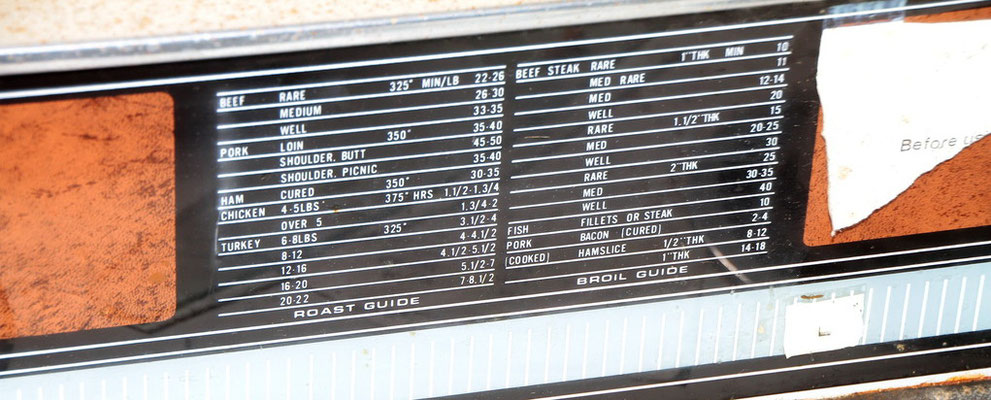 BEEF RARE 325° MIN/LB 22-26
MEDIUM 26-30
WELL 33-35
PORK LOIN 350° 35-40
SHOULDER, BUTT 45-50
SHOULDER, PICNIC 35-40
HAM CURED 350° 30-35
CHICKEN 4-5LBS 375° HRS 1.1/2-1.3/4
OVER 5 1.3/4-2
TURKEY 6-8LBS 325° 3.1/2-4
8-12 4-4.1/2
12-16 4.1/2-5.1/2
16-20 5.1/2-7
20-22 7-8.1/2
ROAST GUIDE
BEEF STEAK RARE 1"THK MIN 10
MED RARE 11
MED 12-14
WELL 20
RARE 1.1/2"THK 15
MED 20-25
WELL 30
RARE 2"THK 25
MED 30-35
WELL 40
FISH FILLETS OR STEAK 10
PORK BACON (CURED) 2-4
(COOKED) HAMSLICE 1/2"THK 8-12
1"THK 14-18
BROIL GUIDE
Before